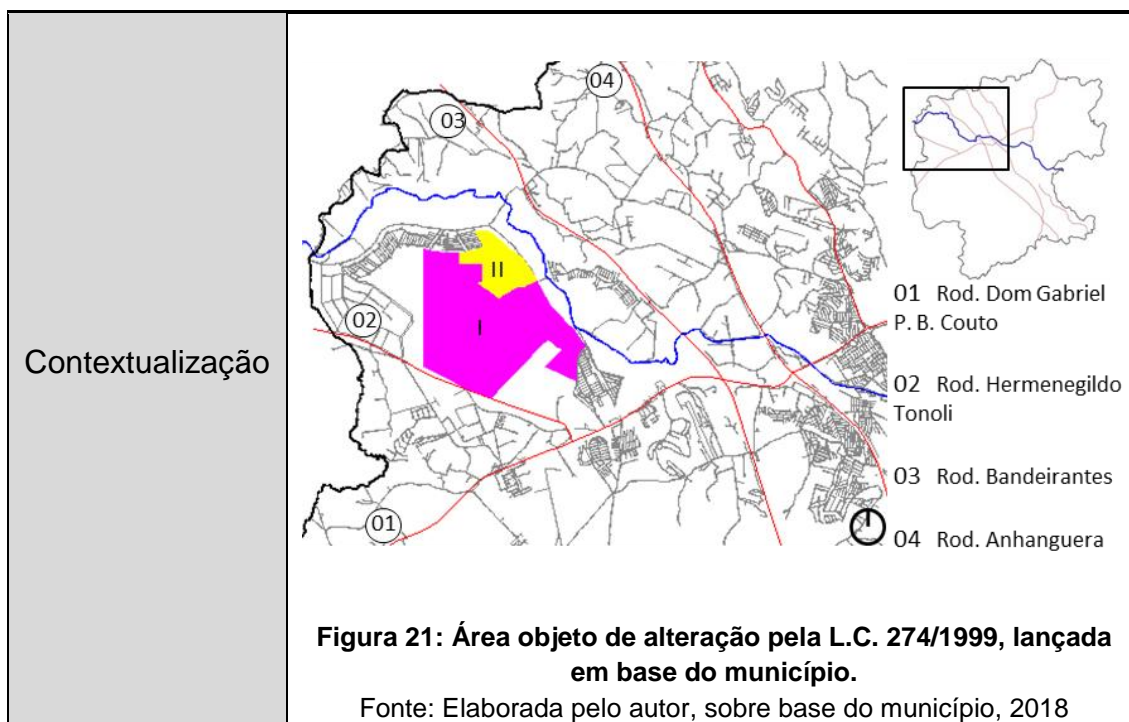 Contextualização
04
03
II
I
02
01
01 Rod. Dom Gabriel
P. B. Couto
02 Rod. Hermenegildo
Tonoli
03 Rod. Bandeirantes
04 Rod. Anhanguera
Figura 21: Área objeto de alteração pela L.C. 274/1999, lançada
em base do município.
Fonte: Elaborada pelo autor, sobre base do município, 2018